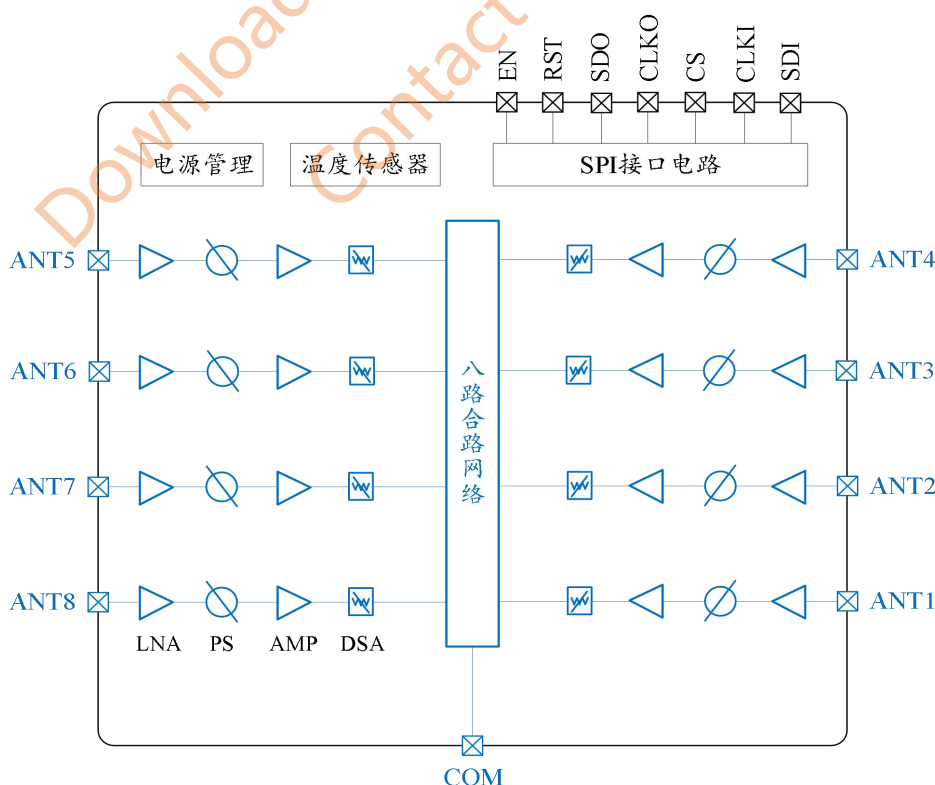 Download
Contact
EN
RST
SDO
CLKO
CS
CLKI
SDI
电源管理
温度传感器
SPI接口电路
ANT5
ANT4
ANT6
ANT3
八路合路网络
ANT7
ANT2
ANT8
ANT1
LNA
PS
AMP
DSA
COM